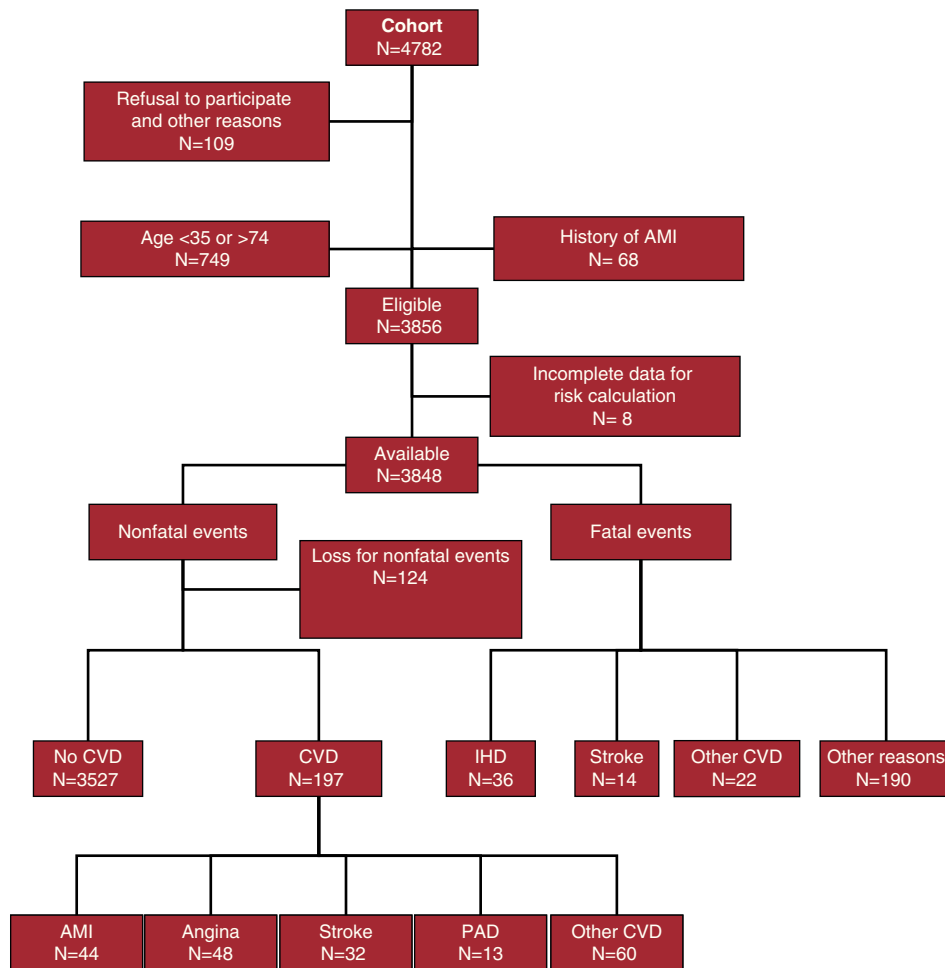 Cohort
N=4782
Refusal to participate
and other reasons
N=109
Age <35 or >74
N=749
History of AMI
N= 68
Eligible
N=3856
Incomplete data for
risk calculation
N= 8
Available
N=3848
Nonfatal events
Fatal events
Loss for nonfatal events
N=124
No CVD
N=3527
CVD
N=197
IHD
N=36
Stroke
N=14
Other CVD
N=22
Other reasons
N=190
AMI
N=44
Angina
N=48
Stroke
N=32
PAD
N=13
Other CVD
N=60